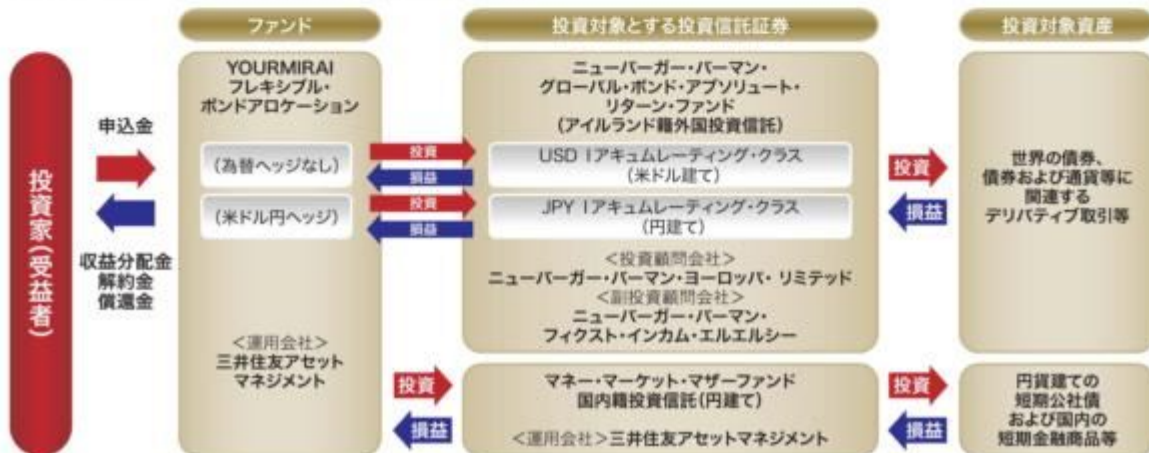 ファンド
投資対象とする投資信託証券
投資対象資産
投資家(受益者)
申込金
収益分配金
解約金
償還金
YOURMIRAI
フレキシブル・
ボンドアロケーション
(為替ヘッジなし)
(米ドル円ヘッジ)
<運用会社>
三井住友アセット
マネジメント
投資
損益
投資
損益
ニューバーガー・バーマン・
グローバル・ボンド・アブソリュート・
リターン・ファンド
(アイルランド籍外国投資信託)
USD Iアキュムレーティング・クラス
(米ドル建て)
JPY Iアキュムレーティング・クラス
(円建て)
<投資顧問会社>
ニューバーガー・バーマン・ヨーロッパ・リミテッド
<副投資顧問会社>
ニューバーガー・バーマン・
フィクスト・インカム・エルエルシー
投資
損益
世界の債券、
債券および通貨等に
関連する
デリバティブ取引等
投資
損益
マネー・マーケット・マザーファンド
国内籍投資信託(円建て)
<運用会社>三井住友アセットマネジメント
投資
損益
円貨建ての
短期公社債
および国内の
短期金融商品等